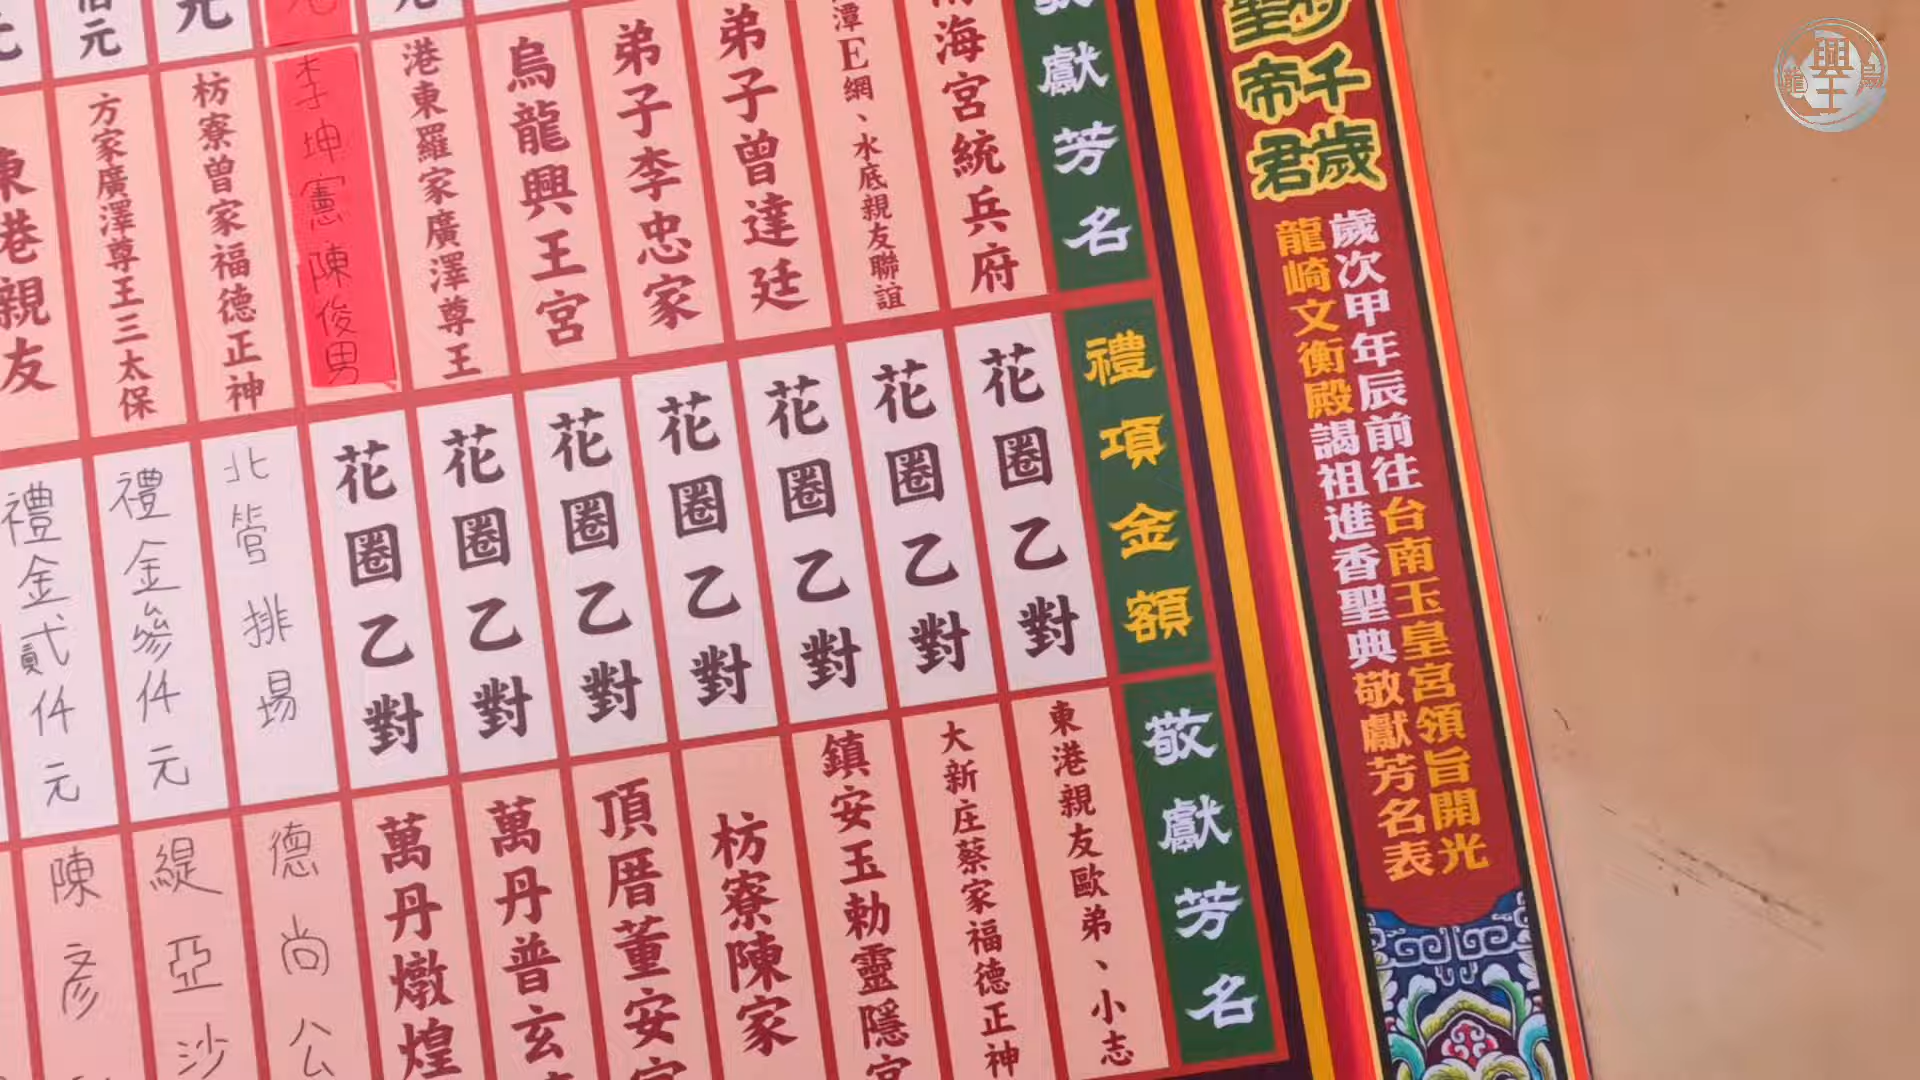 聖帝君
千歲
歲次甲年辰前往台南玉皇宮領旨開光
龍崎文衡殿謁祖進香聖典敬獻芳名表
獻芳名
海宮統兵府
潭E網、水底親友聯誼
弟子曾達廷
弟子李忠家
烏龍興王宮
港東羅家廣澤尊王
李坤憲陳俊男
枋寮曾家福德正神
方家廣澤尊王三太保
東港親友
禮項金額
花圈乙對
花圈乙對
花圈乙對
花圈乙對
花圈乙對
花圈乙對
花圈乙對
北管排場
禮金參仟元
禮金貳仟元
敬獻芳名
東港親友歐弟、小志
大新庄蔡家福德正神
鎮安玉勅靈隱宮
枋寮陳家
頂厝董安宮
萬丹普玄
萬丹燉煌
德尚公
緹亞沙
陳彥
元
佰元
興王
龍